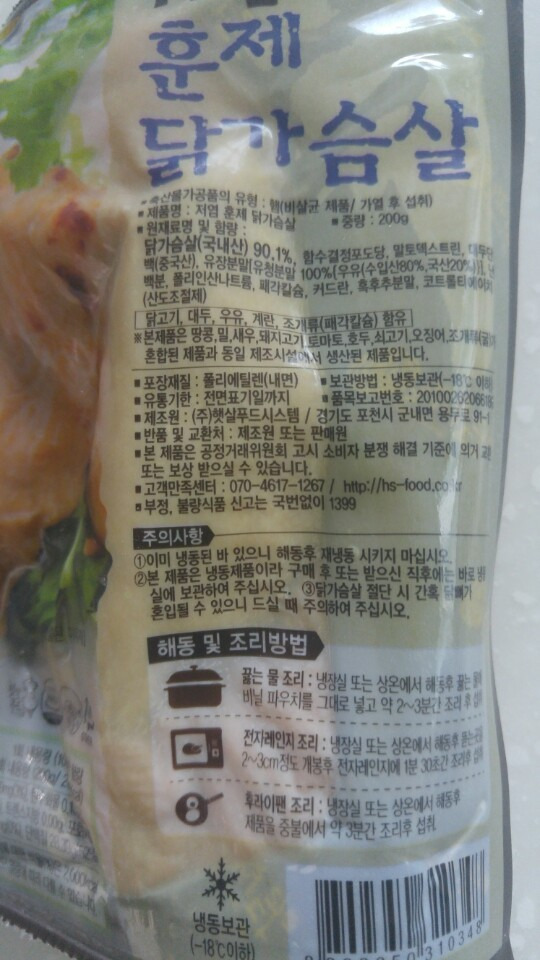 훈제
닭가슴살
축산물가공품의 유형 : 햄(비살균 제품/ 가열 후 섭취)
▪ 제품명 : 저염 훈제 닭가슴살 ▪ 중량 : 200g
▪ 원재료명 및 함량 :
닭가슴살(국내산) 90.1%, 함수결정포도당, 말토덱스트린,
백(중국산), 유장분말[유청분말 100%{우유(수입산80%,국산20%)}],
백분, 폴리인산나트륨, 패각칼슘, 커드란, 흑후추분말,
(산도조절제)
닭고기, 대두, 우유, 계란, 조개류(패각칼슘) 함유
※본제품은 땅콩,밀,새우,돼지고기,토마토,호두,쇠고기,오징어,
혼합된 제품과 동일 제조시설에서 생산된 제품입니다.
▪ 포장재질 : 폴리에틸렌(내면) ▪ 보관방법 : 냉동보관(-18℃ 이하)
▪ 유통기한 : 전면표기일까지 ▪ 품목보고번호 :
▪ 제조원 : (주)햇살푸드시스템 / 경기도 포천시 군내면 용무로 91-1
▪ 반품 및 교환처 : 제조원 또는 판매원
▪ 본 제품은 공정거래위원회 고시 소비자 분쟁 해결 기준에 의거 교환
또는 보상 받으실 수 있습니다.
▪ 고객만족센터 : 070-4617-1267 / http://hs-food.co.kr
▪ 부정, 불량식품 신고는 국번없이 1399
주의사항
①이미 냉동된 바 있으니 해동후 재냉동 시키지 마십시오.
②본 제품은 냉동제품이라 구매 후 또는 받으신 직후에는 바로 냉동
실에 보관하여 주십시오. ③닭가슴살 절단 시 간혹 닭뼈가
혼입될 수 있으니 드실 때 주의하여 주십시오.
해동 및 조리방법
끓는 물 조리 : 냉장실 또는 상온에서 해동후 끓는
비닐 파우치를 그대로 넣고 약 2~3분간 조리 후 섭취
전자레인지 조리 : 냉장실 또는 상온에서 해동후
2~3cm정도 개봉후 전자레인지에 1분 30초간 조리후 섭취
후라이팬 조리 : 냉장실 또는 상온에서 해동후
제품을 중불에서 약 3분간 조리후 섭취.
냉동보관
(-18℃이하)
310348